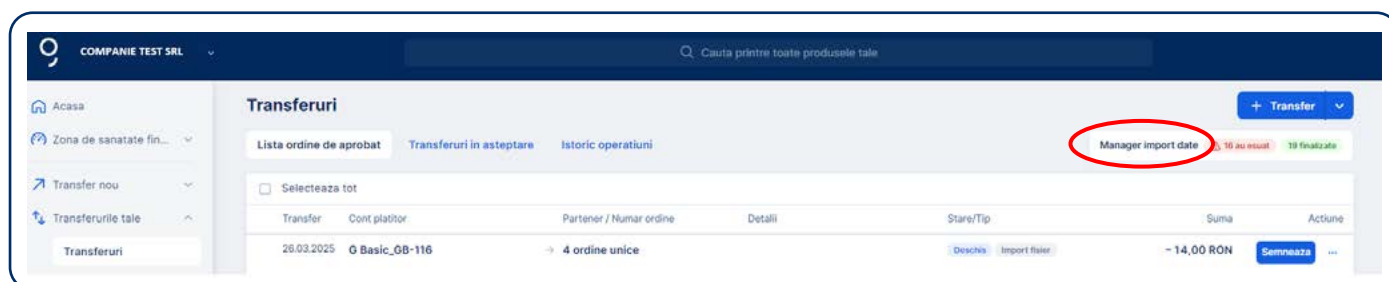 COMPANIE TEST SRL
Cauta printre toate produsele tale
Acasa
Transferuri
+ Transfer
Zona de sanatate fin...
Lista ordine de aprobat Transferuri in asteptare Istoric operatiuni Manager import date 16 au esuat 19 finalizate
Transfer nou
Selecteaza tot
Transferurile tale
Transfer Cont platitor Partener / Numar ordine Detalii Stare/Tip Suma Actiune
Transferuri
26.03.2025 G Basic_GB-116 → 4 ordine unice Deschis Import fisier -14,00 RON Semneaza ...